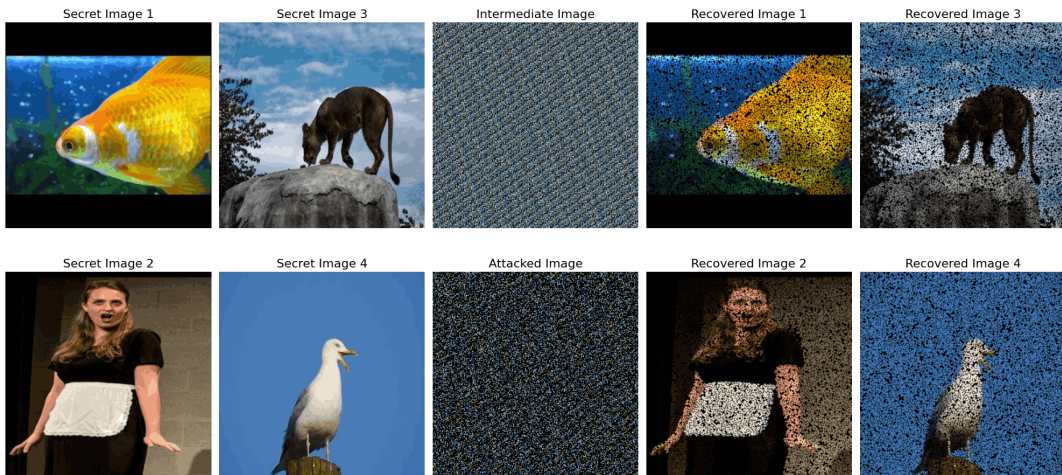 Secret Image 1
Secret Image 3
Intermediate Image
Recovered Image 1
Recovered Image 3
Secret Image 2
Secret Image 4
Attacked Image
Recovered Image 2
Recovered Image 4